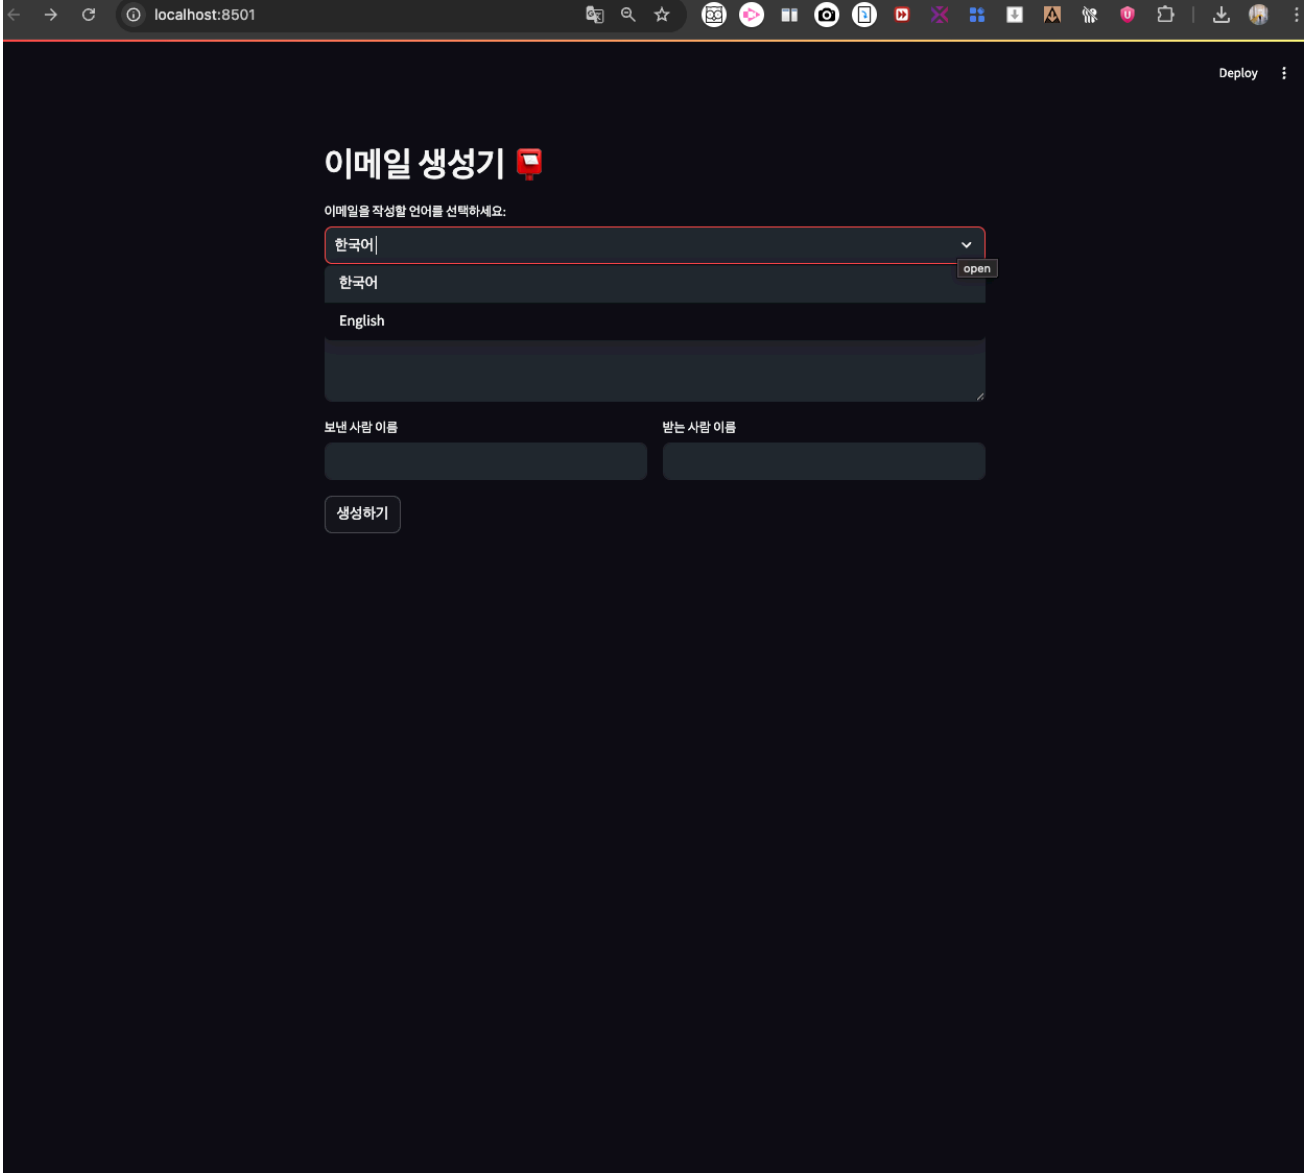 localhost:8501
Deploy
이메일 생성기
이메일을 작성할 언어를 선택하세요:
한국어
open
한국어
English
보낸 사람 이름
받는 사람 이름
생성하기